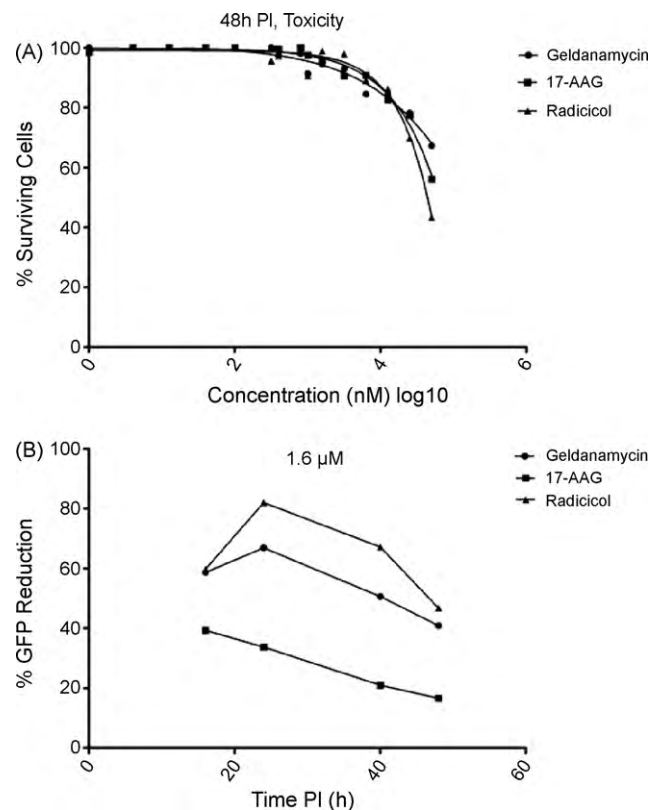 48h PI, Toxicity
(A)
100
80
60
40
20
0
% Surviving Cells
0
2
4
6
Concentration (nM) log10
Geldanamycin
17-AAG
Radicicol
(B)
1.6 μM
100
80
60
40
20
0
% GFP Reduction
0
20
40
60
Time PI (h)
Geldanamycin
17-AAG
Radicicol